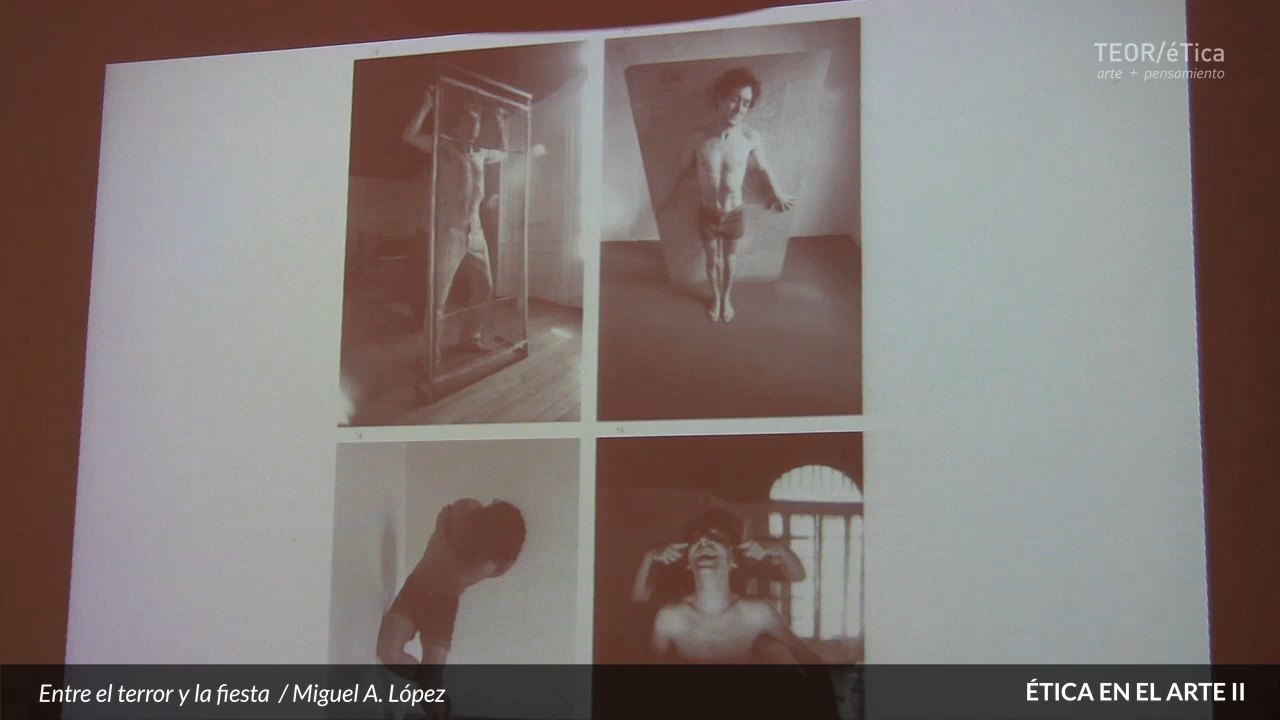 TEOR/éTica
arte + pensamiento
Entre el terror y la fiesta / Miguel A. López
ÉTICA EN EL ARTE II